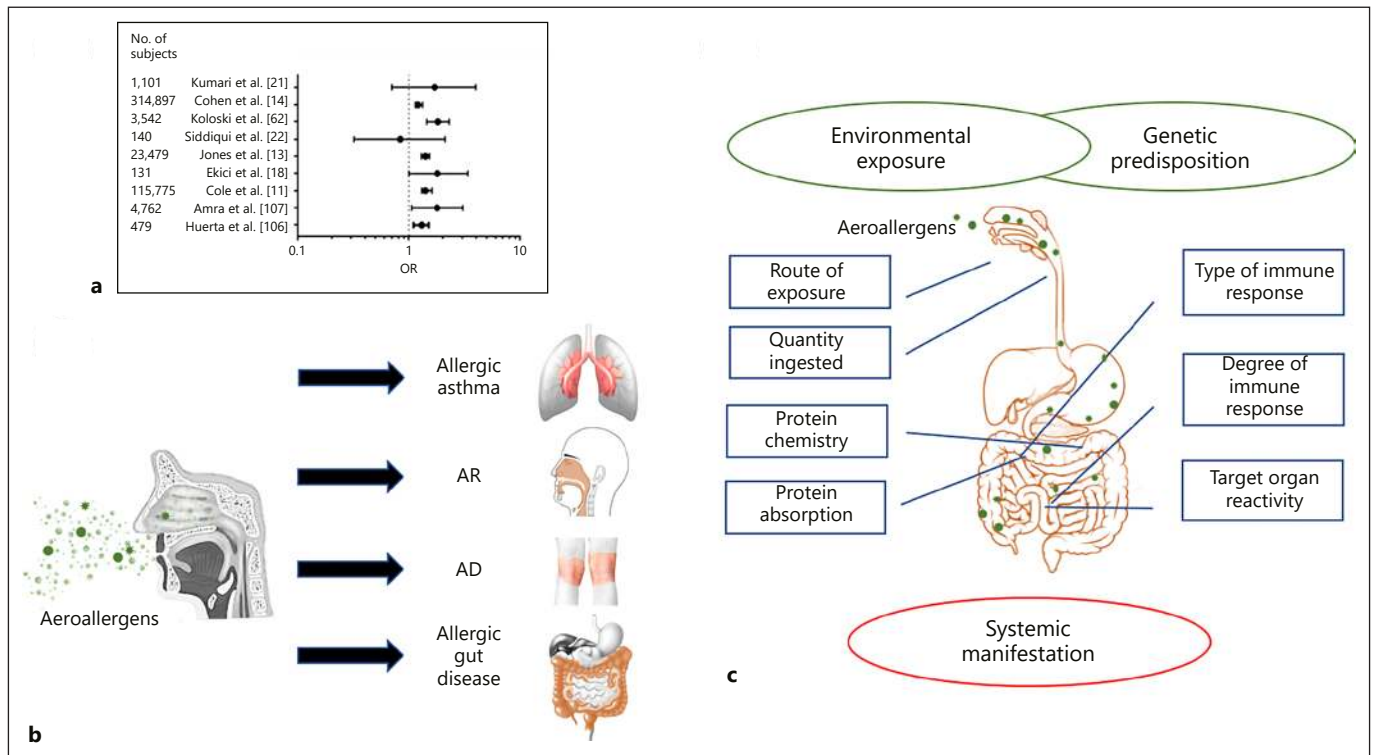 No. of
subjects
1,101 Kumari et al. [21]
314,897 Cohen et al. [14]
3,542 Koloski et al. [62]
140 Siddiqui et al. [22]
23,479 Jones et al. [13]
131 Ekici et al. [18]
115,775 Cole et al. [11]
4,762 Amra et al. [107]
479 Huerta et al. [106]
0.1 1 10
OR
a
Allergic
asthma
AR
AD
Allergic
gut
disease
Aeroallergens
b
Environmental
exposure
Genetic
predisposition
Aeroallergens
Route of
exposure
Quantity
ingested
Protein
chemistry
Protein
absorption
Type of immune
response
Degree of
immune
response
Target organ
reactivity
Systemic
manifestation
c